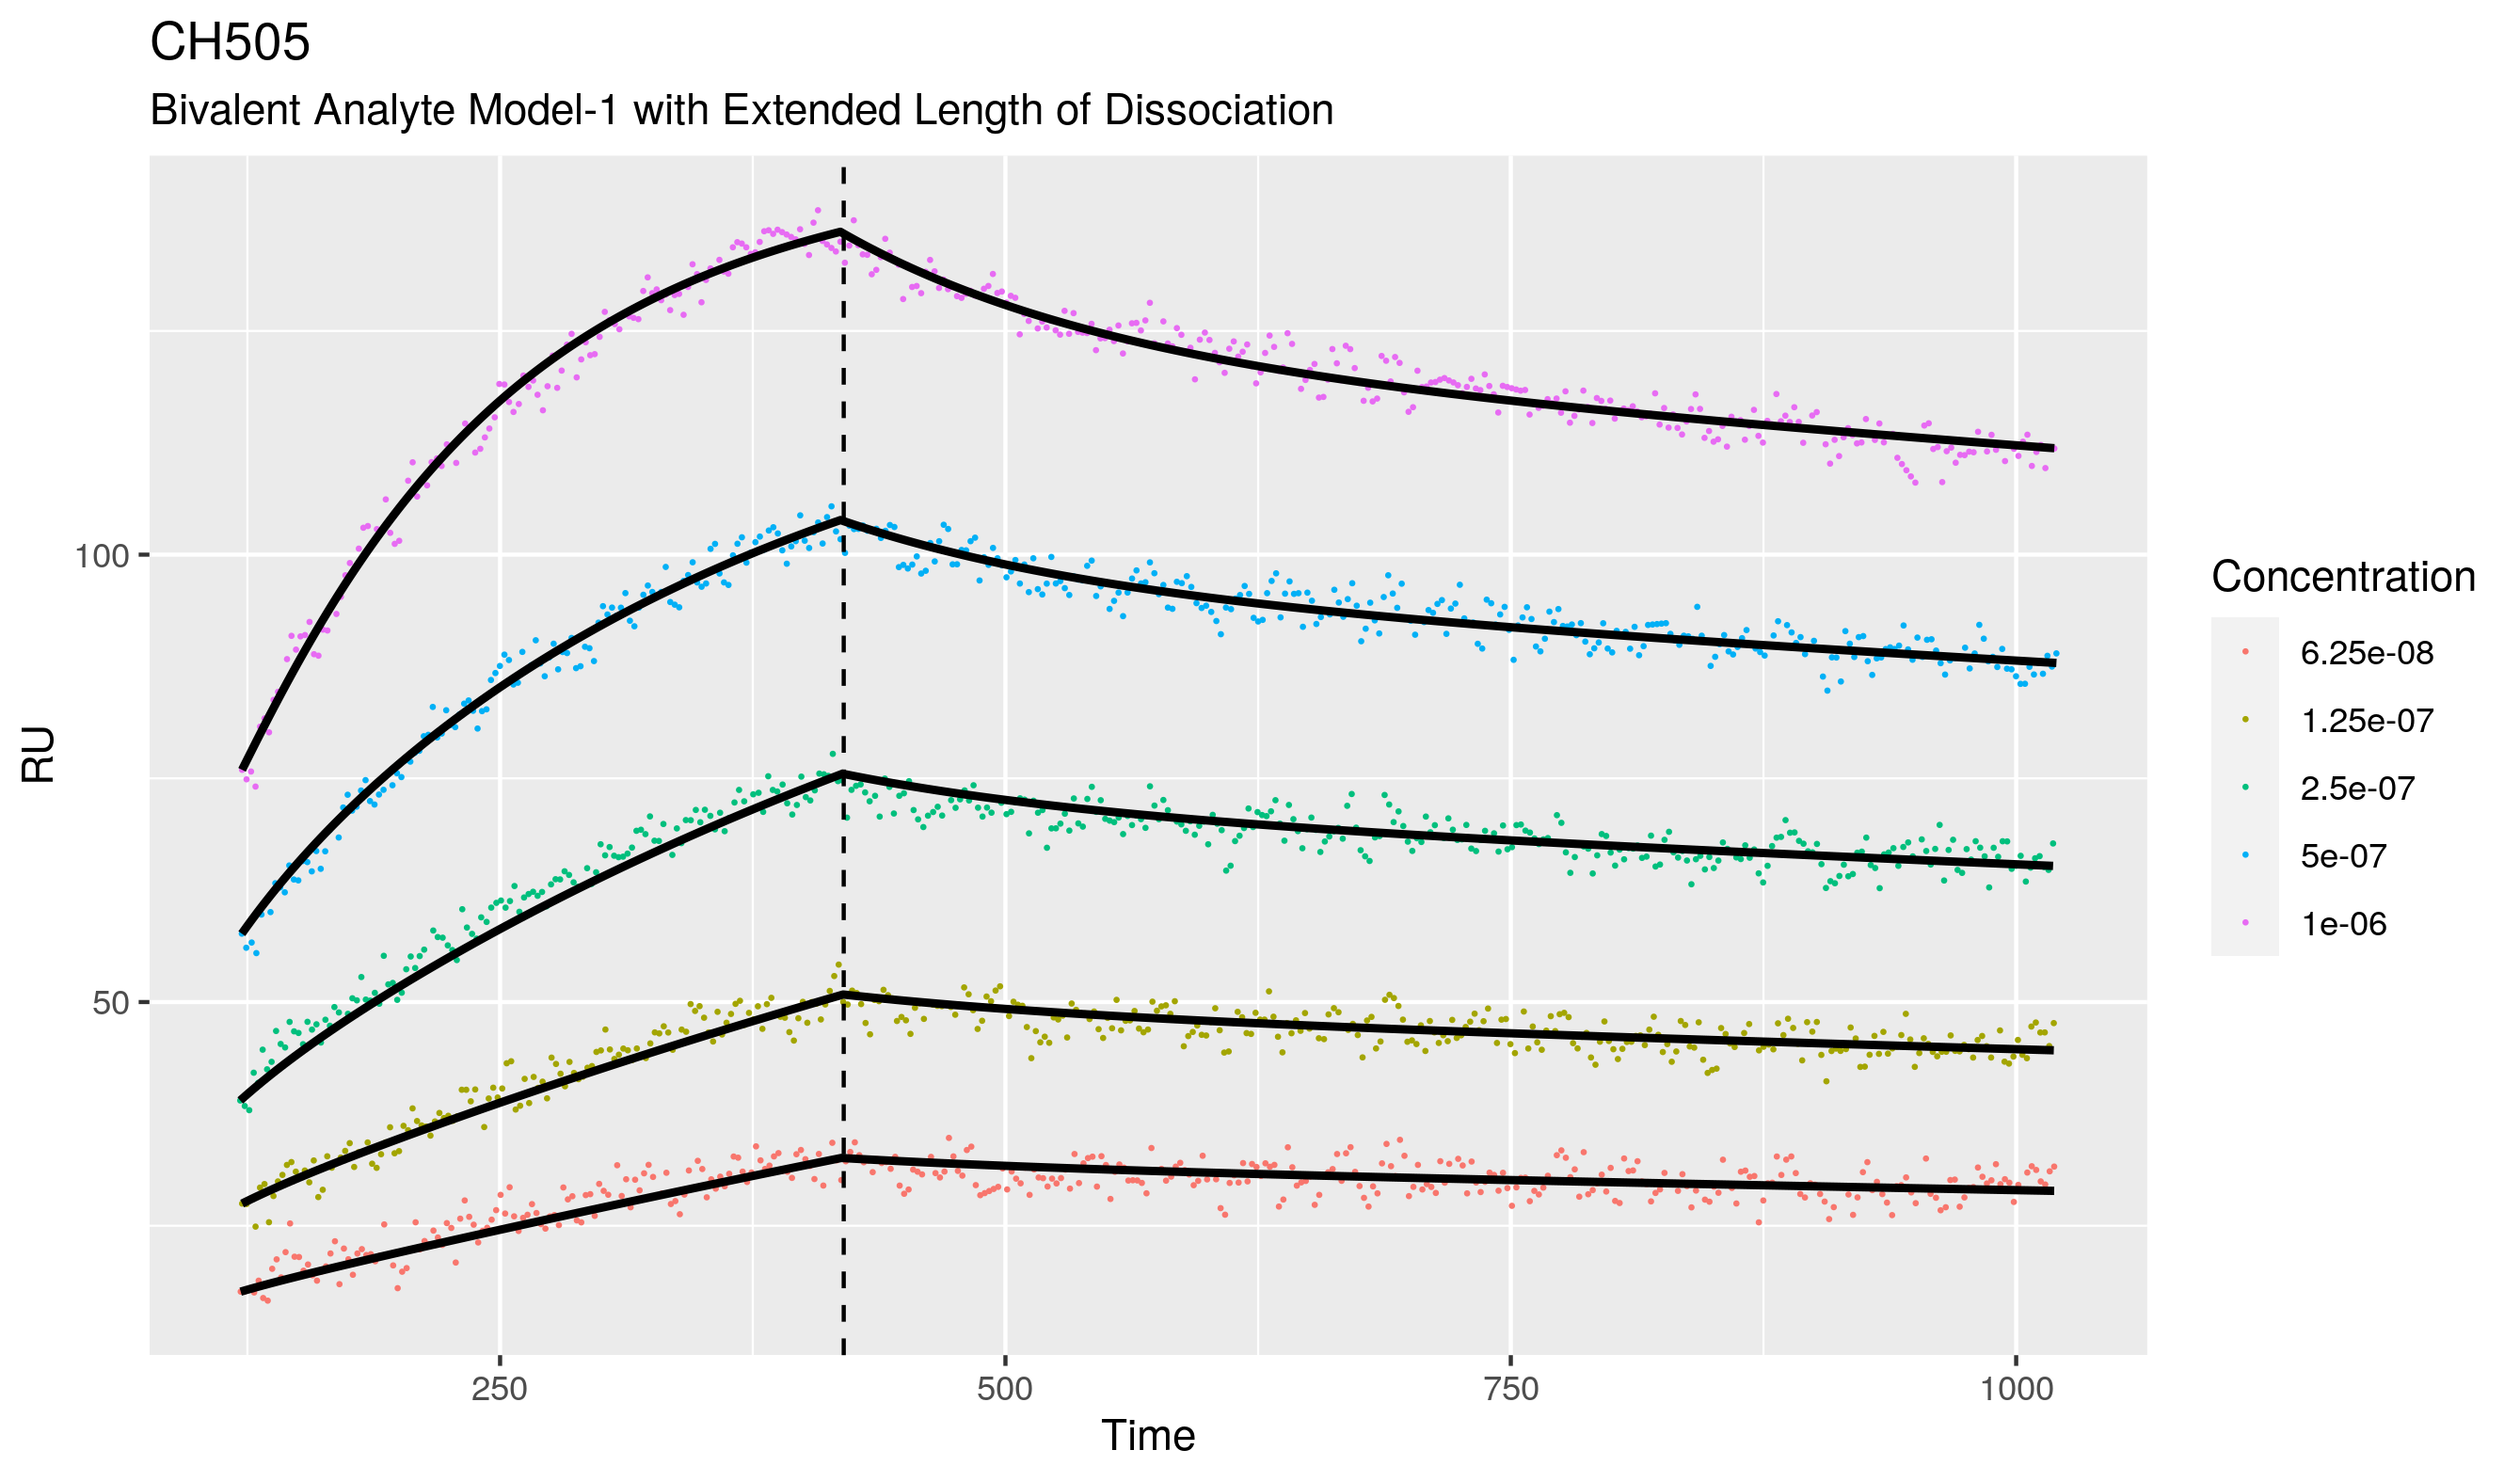 CH505
Bivalent Analyte Model-1 with Extended Length of Dissociation
RU
100
50
250
500
750
1000
Time
Concentration
6.25e-08
1.25e-07
2.5e-07
5e-07
1e-06